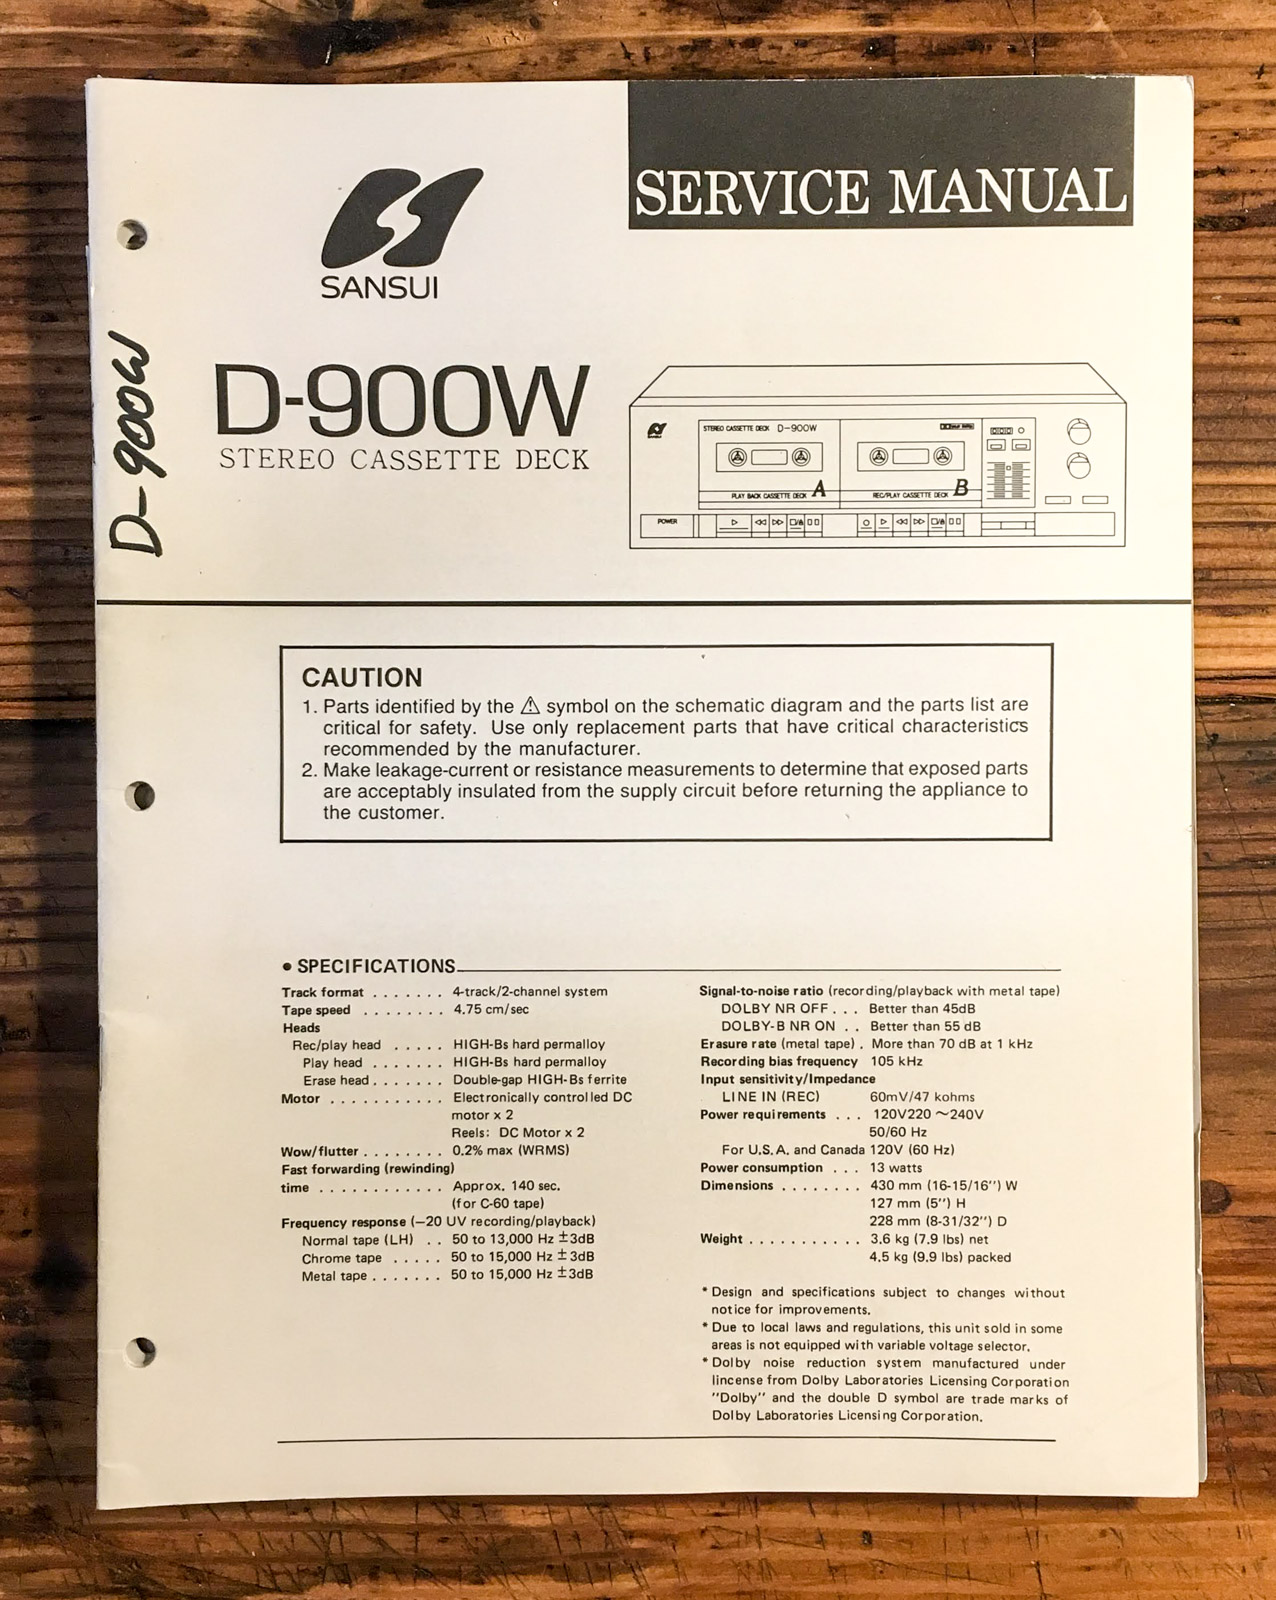 SERVICE MANUAL
SANSUI
D-900W
D-900W
STEREO CASSETTE DECK
SANSUI
STEREO CASSETTE DECK D-900W
PLAY BACK CASSETTE DECK A
REC/PLAY CASSETTE DECK B
POWER
CAUTION
1. Parts identified by the ⚠ symbol on the schematic diagram and the parts list are
critical for safety. Use only replacement parts that have critical characteristics
recommended by the manufacturer.
2. Make leakage-current or resistance measurements to determine that exposed parts
are acceptably insulated from the supply circuit before returning the appliance to
the customer.
• SPECIFICATIONS
Track format . . . . . . . 4-track/2-channel system
Tape speed . . . . . . . . 4.75 cm/sec
Heads
Rec/play head . . . . . HIGH-Bs hard permalloy
Play head . . . . . . . HIGH-Bs hard permalloy
Erase head . . . . . . . Double-gap HIGH-Bs ferrite
Motor . . . . . . . . . . . Electronically controlled DC
motor x 2
Reels: DC Motor x 2
Wow/flutter . . . . . . . . 0.2% max (WRMS)
Fast forwarding (rewinding)
time . . . . . . . . . . . . Approx. 140 sec.
(for C-60 tape)
Frequency response (−20 UV recording/playback)
Normal tape (LH) . . 50 to 13,000 Hz ±3dB
Chrome tape . . . . . 50 to 15,000 Hz ±3dB
Metal tape . . . . . . . 50 to 15,000 Hz ±3dB
Signal-to-noise ratio (recording/playback with metal tape)
DOLBY NR OFF . . . Better than 45dB
DOLBY-B NR ON . . Better than 55 dB
Erasure rate (metal tape) . More than 70 dB at 1 kHz
Recording bias frequency 105 kHz
Input sensitivity/Impedance
LINE IN (REC) 60mV/47 kohms
Power requirements . . . 120V220 ~240V
50/60 Hz
For U.S.A. and Canada 120V (60 Hz)
Power consumption . . . 13 watts
Dimensions . . . . . . . . 430 mm (16-15/16'') W
127 mm (5'') H
228 mm (8-31/32'') D
Weight . . . . . . . . . . . 3.6 kg (7.9 lbs) net
4.5 kg (9.9 lbs) packed
* Design and specifications subject to changes without
notice for improvements.
* Due to local laws and regulations, this unit sold in some
areas is not equipped with variable voltage selector.
* Dolby noise reduction system manufactured under
lincense from Dolby Laboratories Licensing Corporation
"Dolby" and the double D symbol are trade marks of
Dolby Laboratories Licensing Corporation.